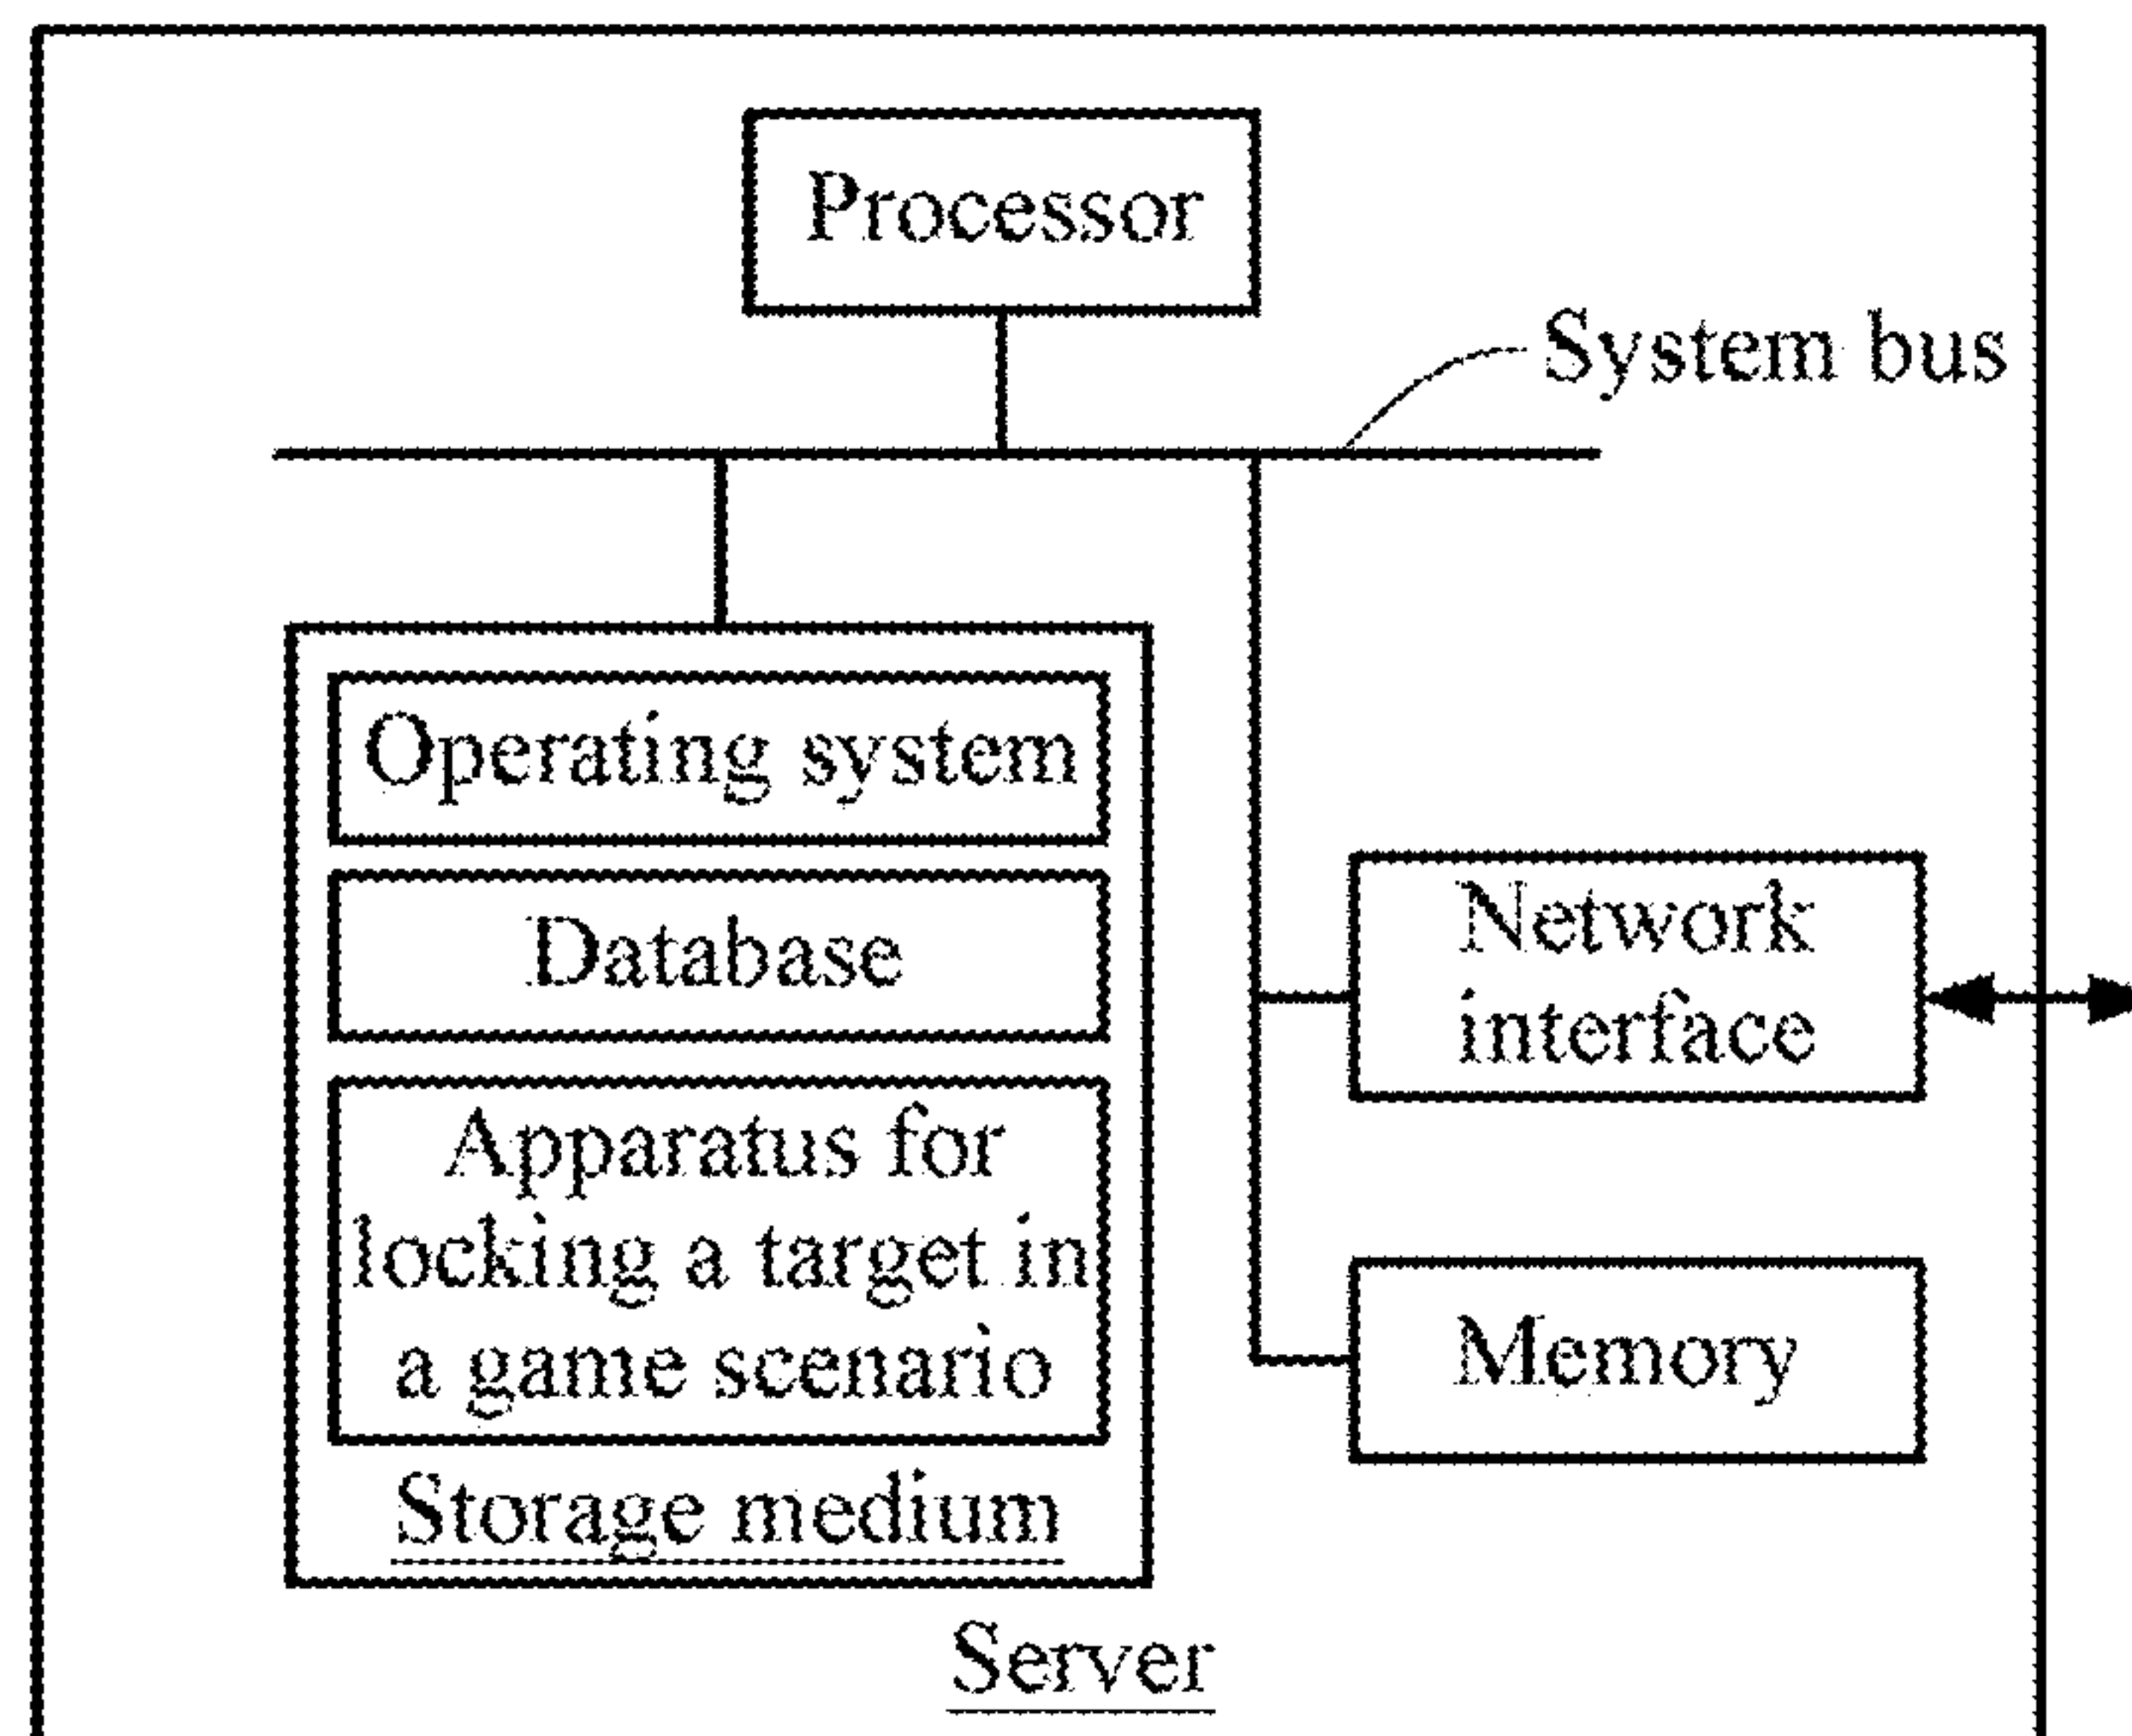 Processor
System bus
Operating system
Database
Apparatus for
locking a target in
a game scenario
Storage medium
Network
interface
Memory
Server